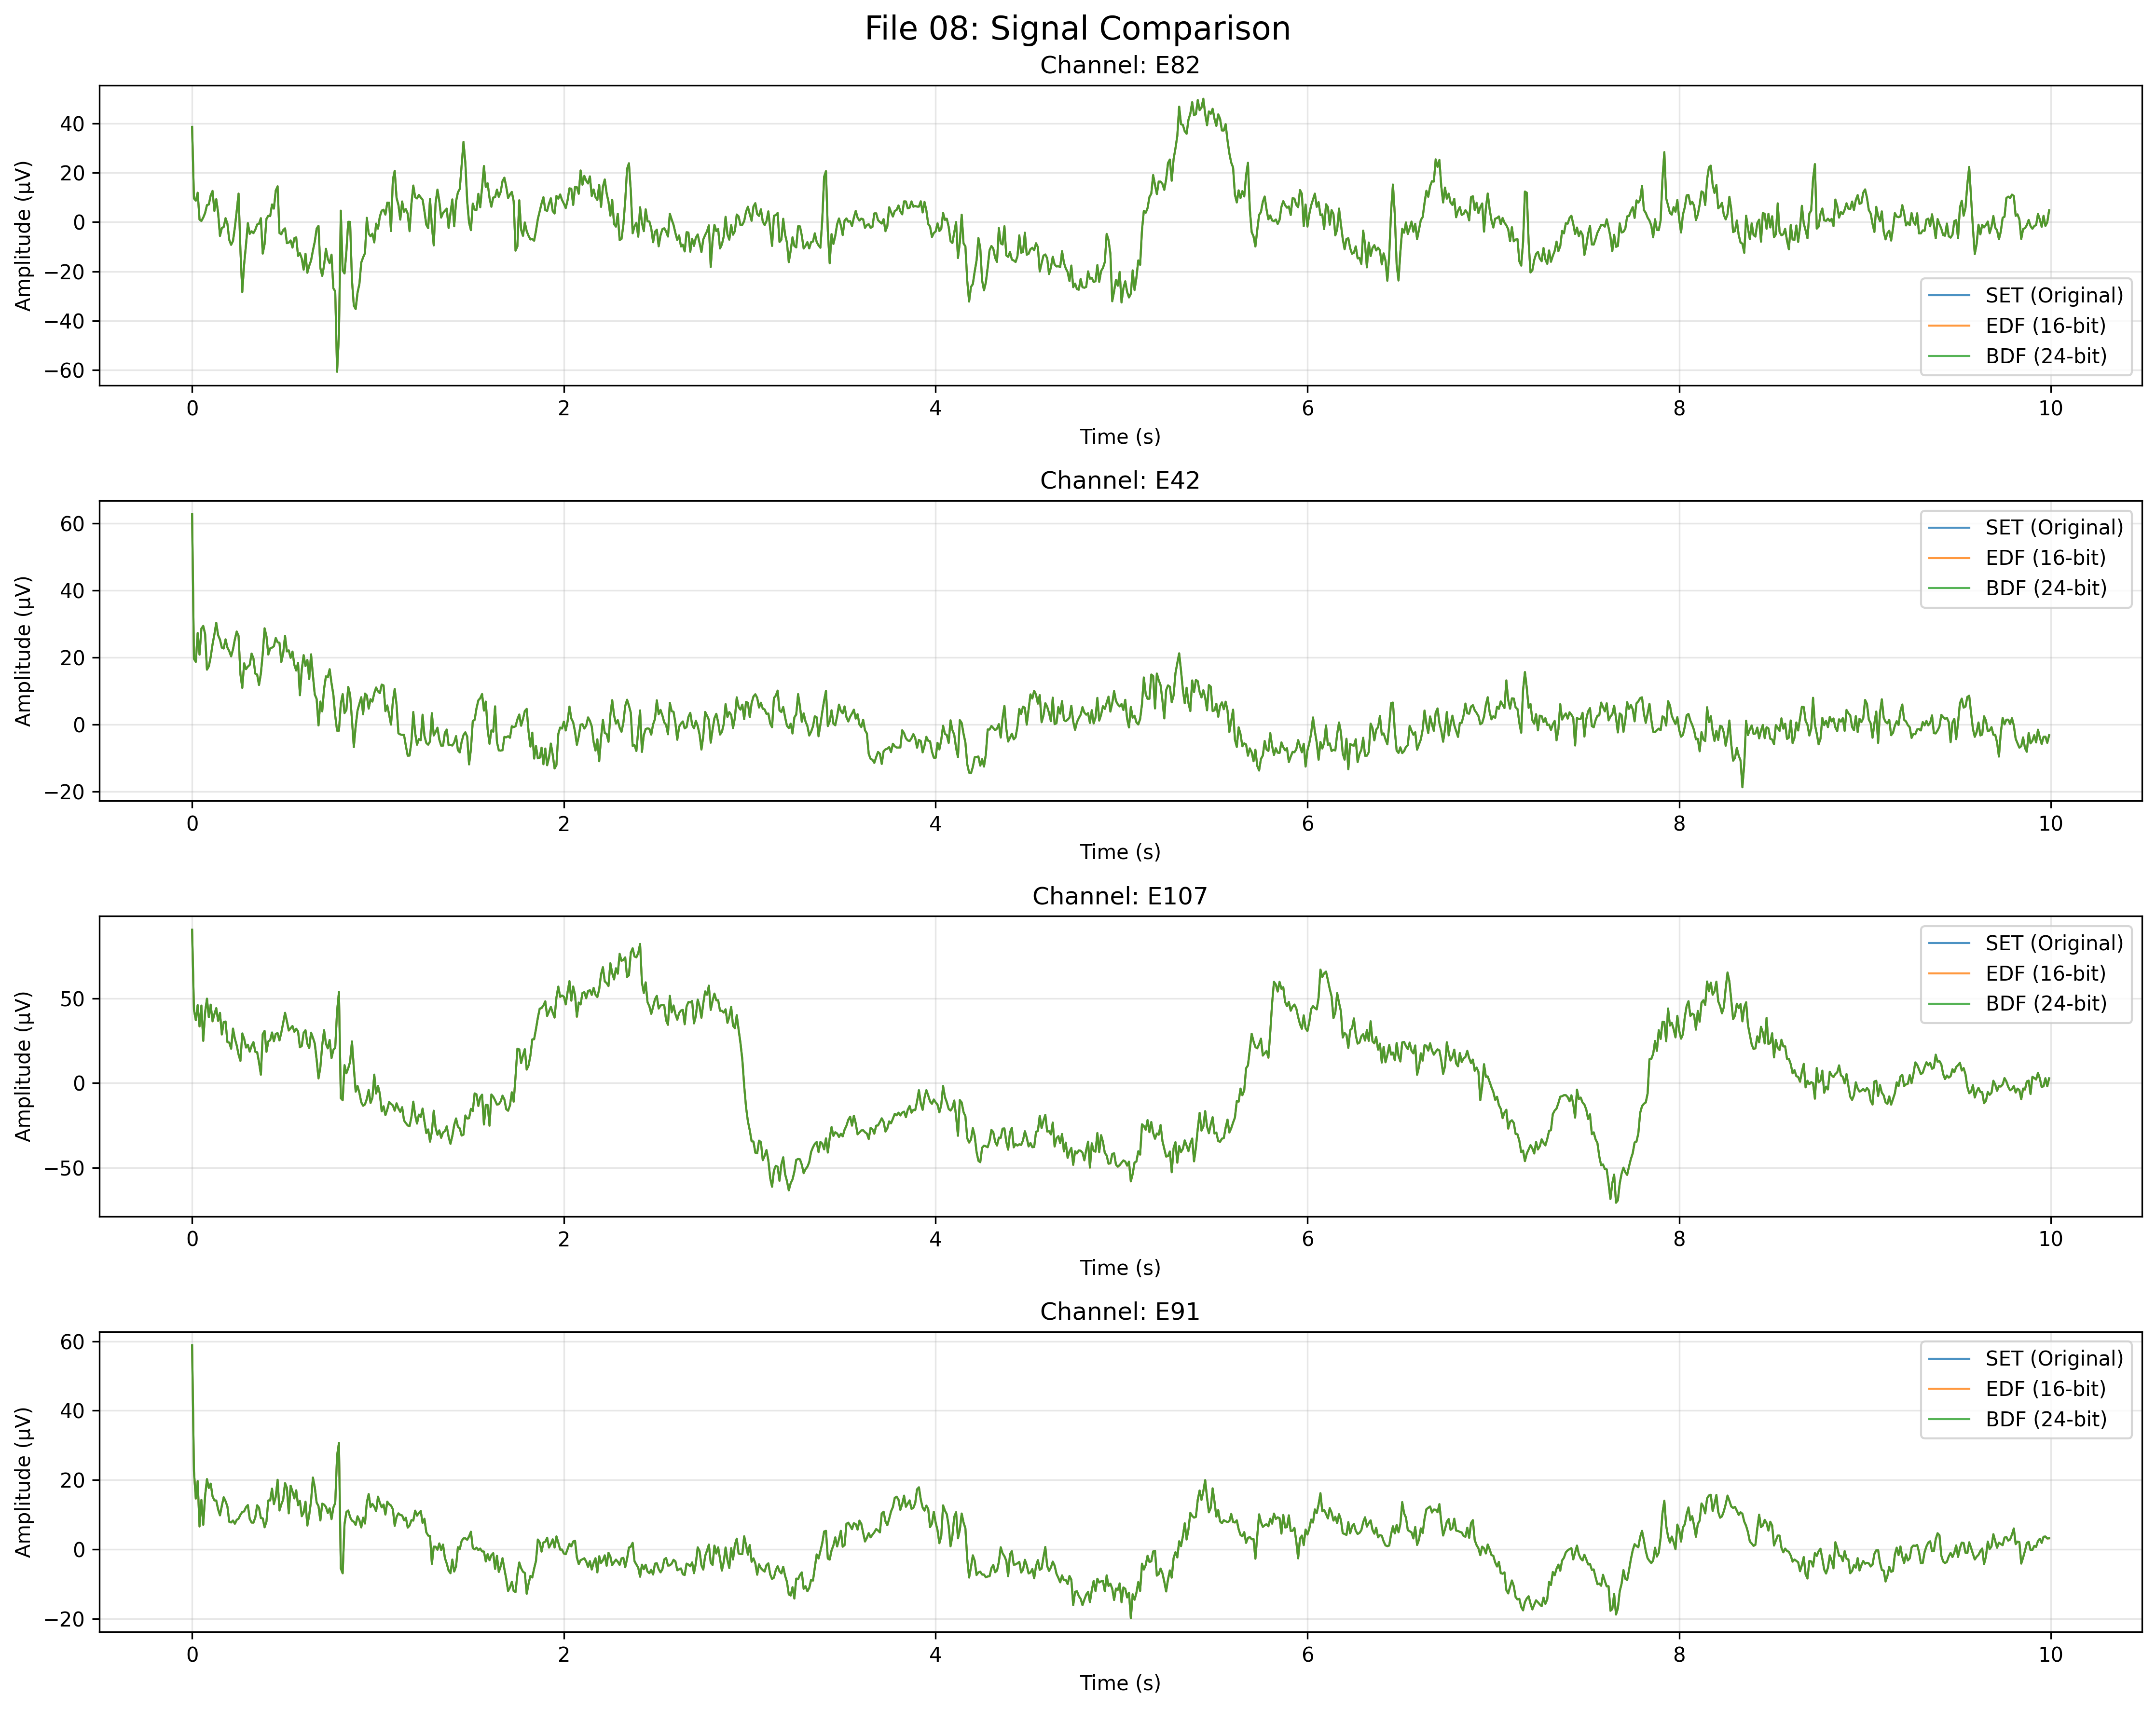 File 08: Signal Comparison
Channel: E82
Amplitude (µV)
40
20
0
−20
−40
−60
SET (Original)
EDF (16-bit)
BDF (24-bit)
0 2 4 6 8 10
Time (s)
Channel: E42
Amplitude (µV)
60
40
20
0
−20
SET (Original)
EDF (16-bit)
BDF (24-bit)
0 2 4 6 8 10
Time (s)
Channel: E107
Amplitude (µV)
50
0
−50
SET (Original)
EDF (16-bit)
BDF (24-bit)
0 2 4 6 8 10
Time (s)
Channel: E91
Amplitude (µV)
60
40
20
0
−20
SET (Original)
EDF (16-bit)
BDF (24-bit)
0 2 4 6 8 10
Time (s)